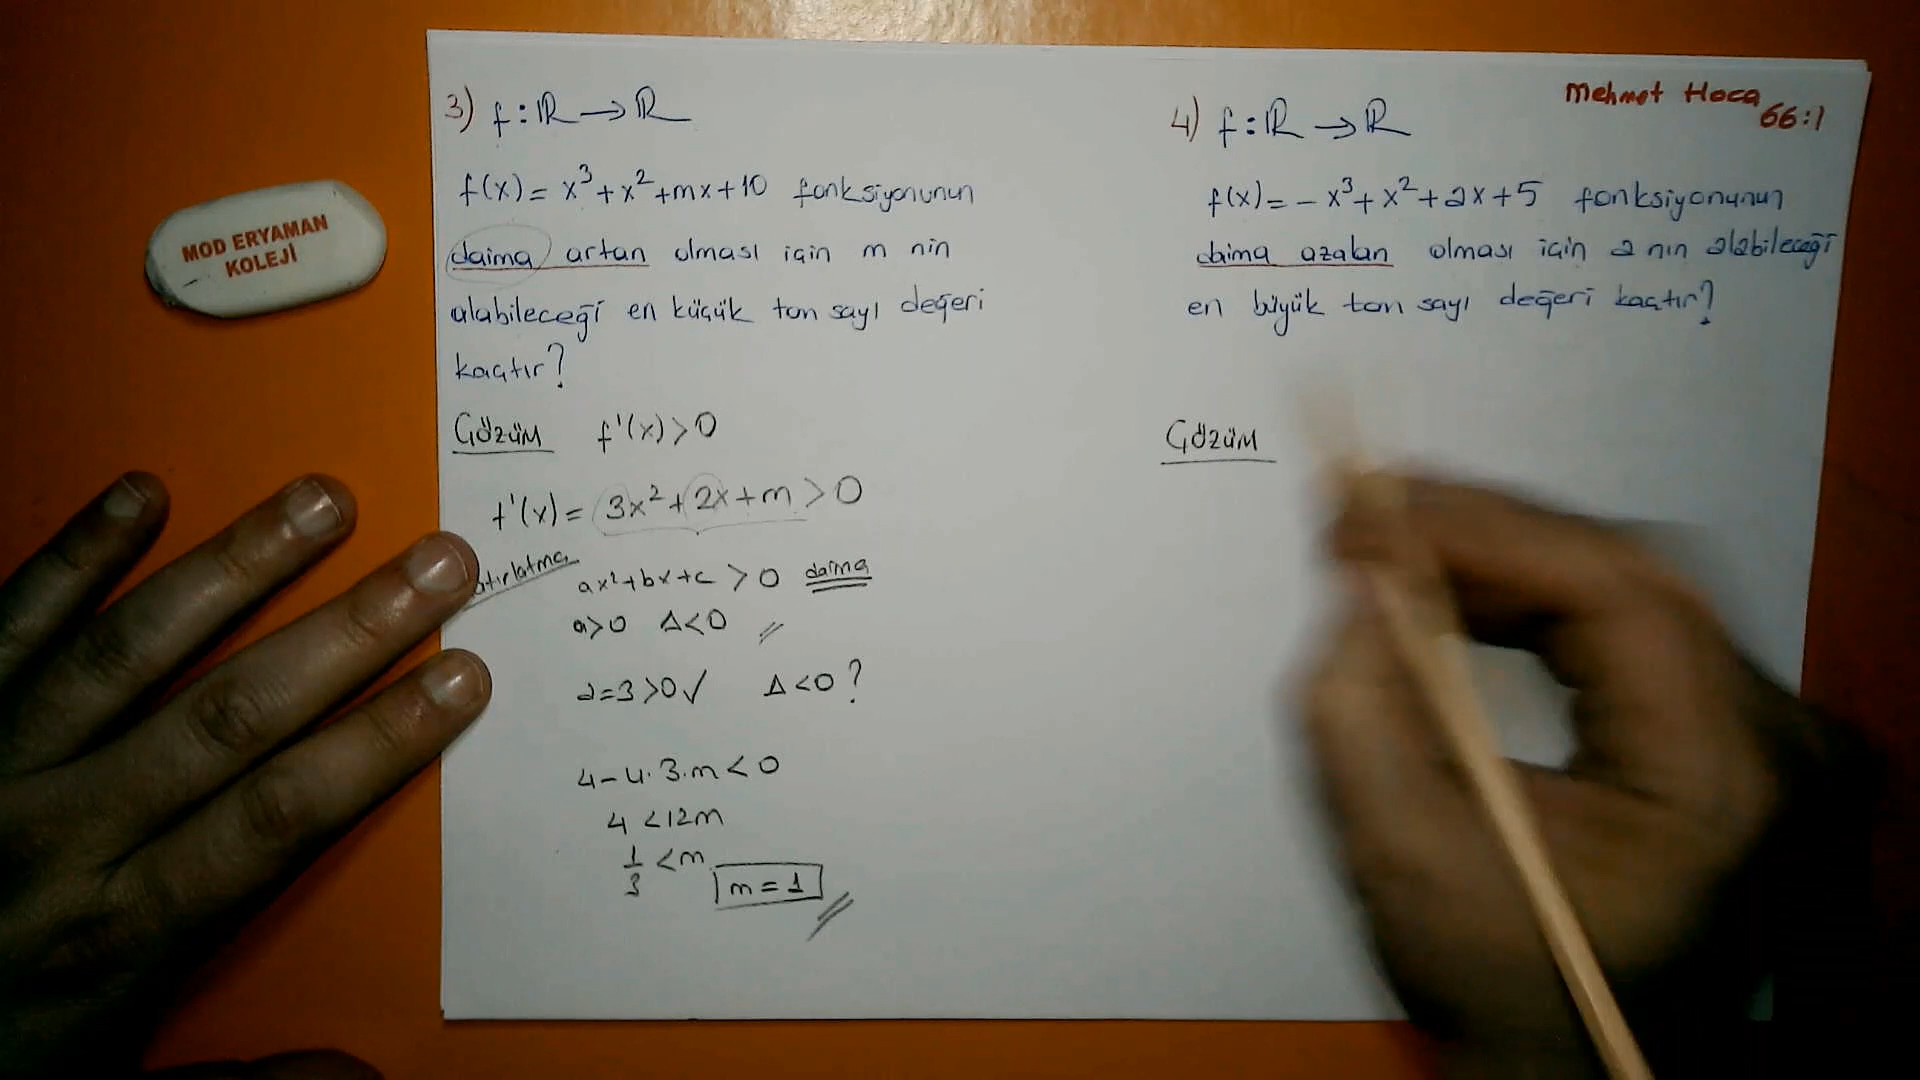 MOD ERYAMAN
KOLEJİ
3) f : ℝ → ℝ
f(x) = x³ + x² + mx + 10 fonksiyonunun
daima artan olması için m nin
alabileceği en küçük tam sayı değeri
kaçtır?
Çözüm f'(x) > 0
f'(x) = 3x² + 2x + m > 0
ax² + bx + c > 0 daima
a > 0 Δ < 0
a = 3 > 0 ✓ Δ < 0 ?
4 - 4 · 3 · m < 0
4 < 12m
1/3 < m
m = 1
Mehmet Hoca
66:1
4) f : ℝ → ℝ
f(x) = - x³ + x² + ax + 5 fonksiyonunun
daima azalan olması için a nın alabileceği
en büyük tam sayı değeri kaçtır?
Çözüm